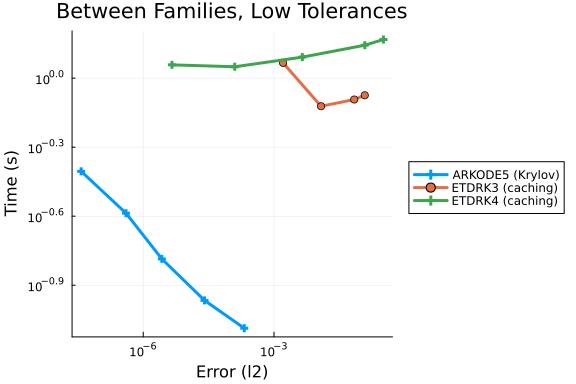 Between Families, Low Tolerances
Time (s)
10^0.0
10^−0.3
10^−0.6
10^−0.9
10^−6
10^−3
Error (l2)
ARKODE5 (Krylov)
ETDRK3 (caching)
ETDRK4 (caching)